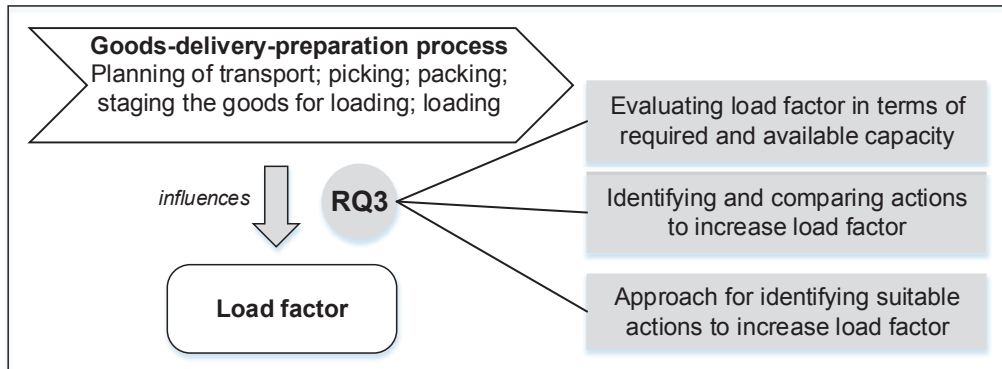 Goods-delivery-preparation process
Planning of transport; picking; packing;
staging the goods for loading; loading
influences
RQ3
Load factor
Evaluating load factor in terms of
required and available capacity
Identifying and comparing actions
to increase load factor
Approach for identifying suitable
actions to increase load factor